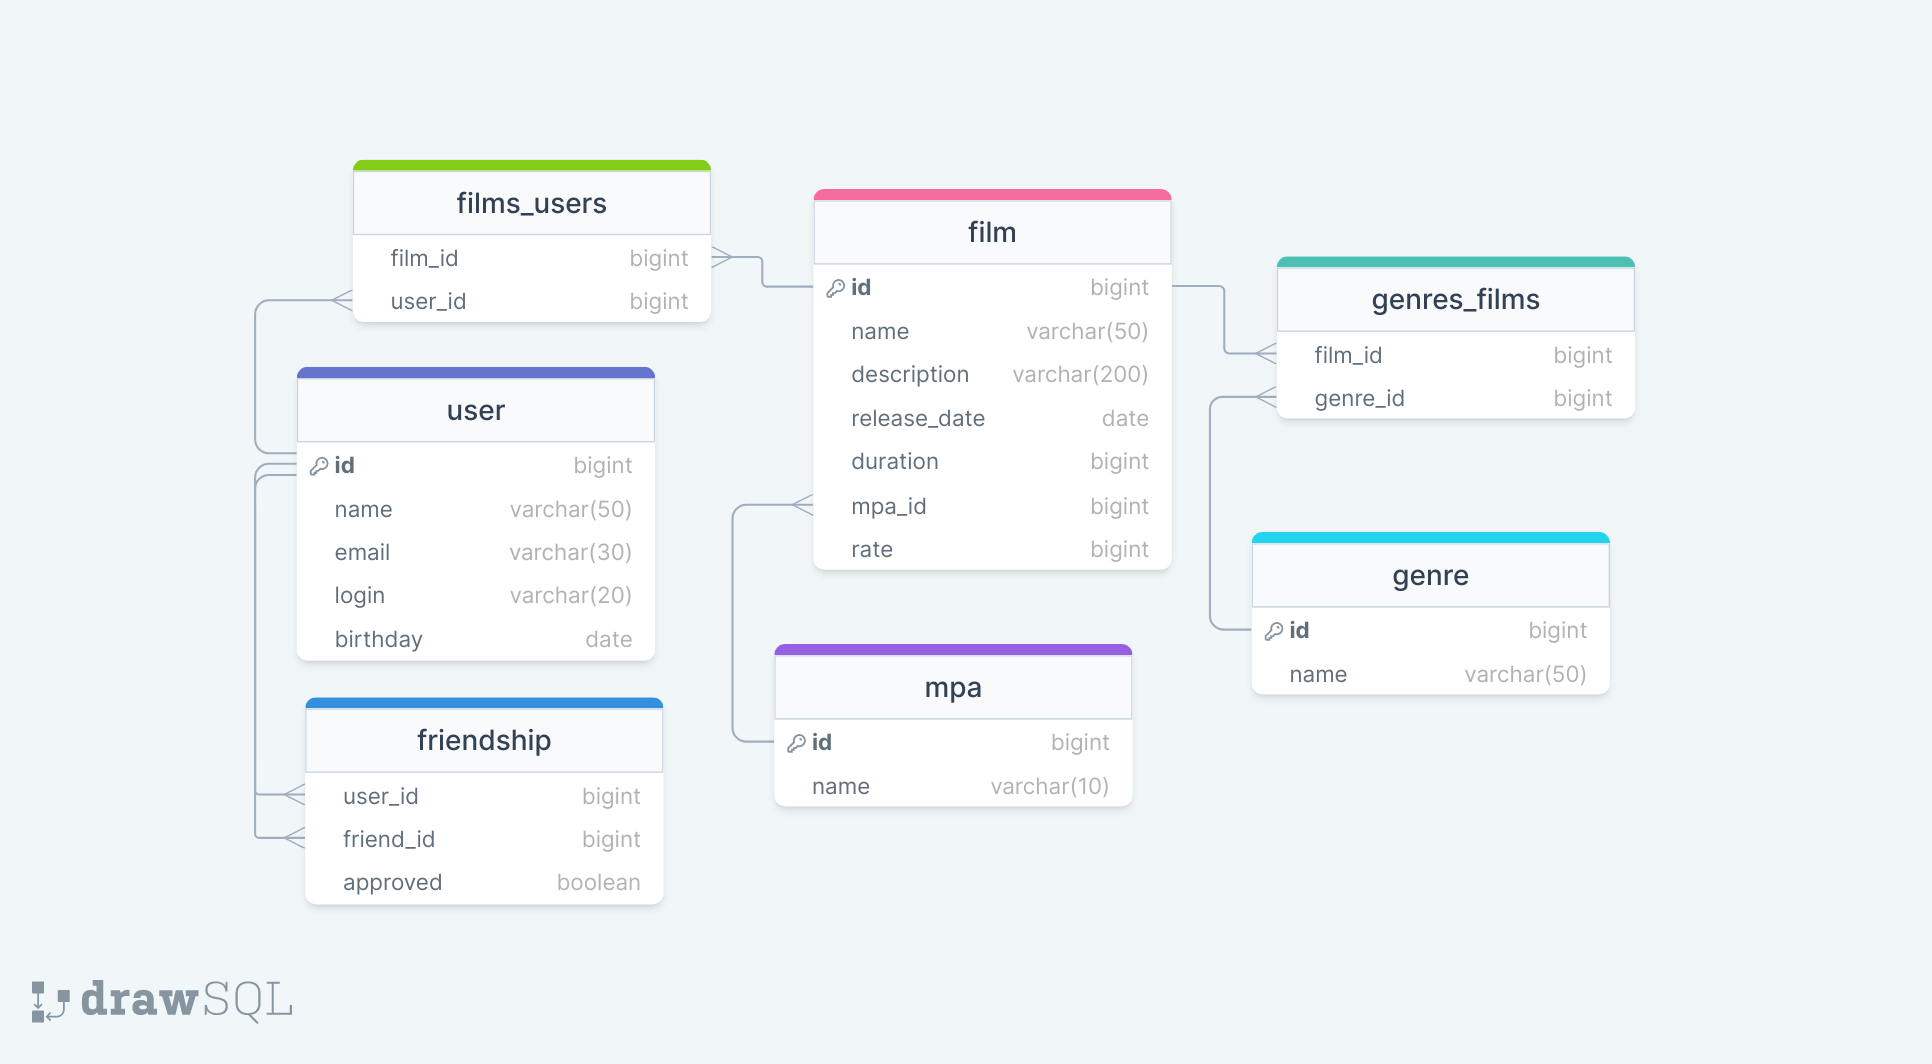 films_users
film_id bigint
user_id bigint
user
id bigint
name varchar(50)
email varchar(30)
login varchar(20)
birthday date
friendship
user_id bigint
friend_id bigint
approved boolean
film
id bigint
name varchar(50)
description varchar(200)
release_date date
duration bigint
mpa_id bigint
rate bigint
mpa
id bigint
name varchar(10)
genres_films
film_id bigint
genre_id bigint
genre
id bigint
name varchar(50)
drawSQL